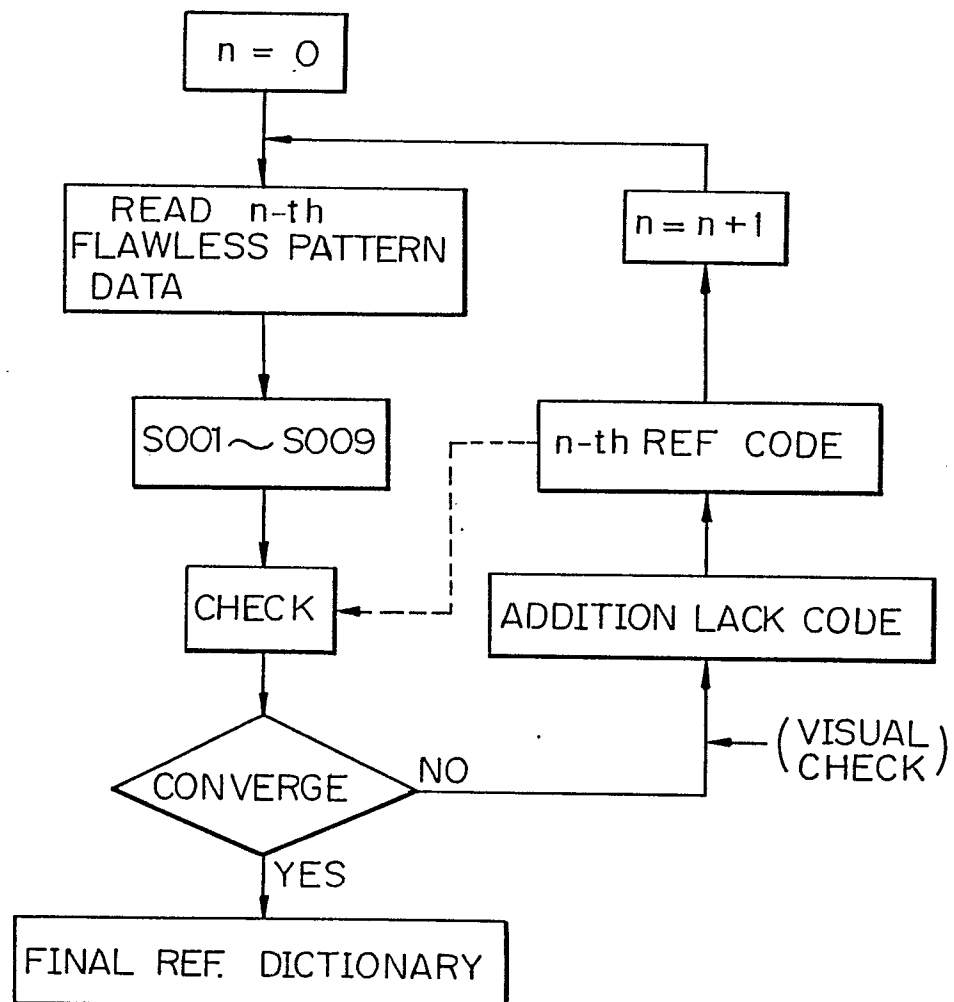 n = 0
READ n-th
FLAWLESS PATTERN
DATA
S001～S009
CHECK
CONVERGE
NO
YES
FINAL REF. DICTIONARY
n = n+1
n-th REF CODE
ADDITION LACK CODE
(VISUAL
CHECK)